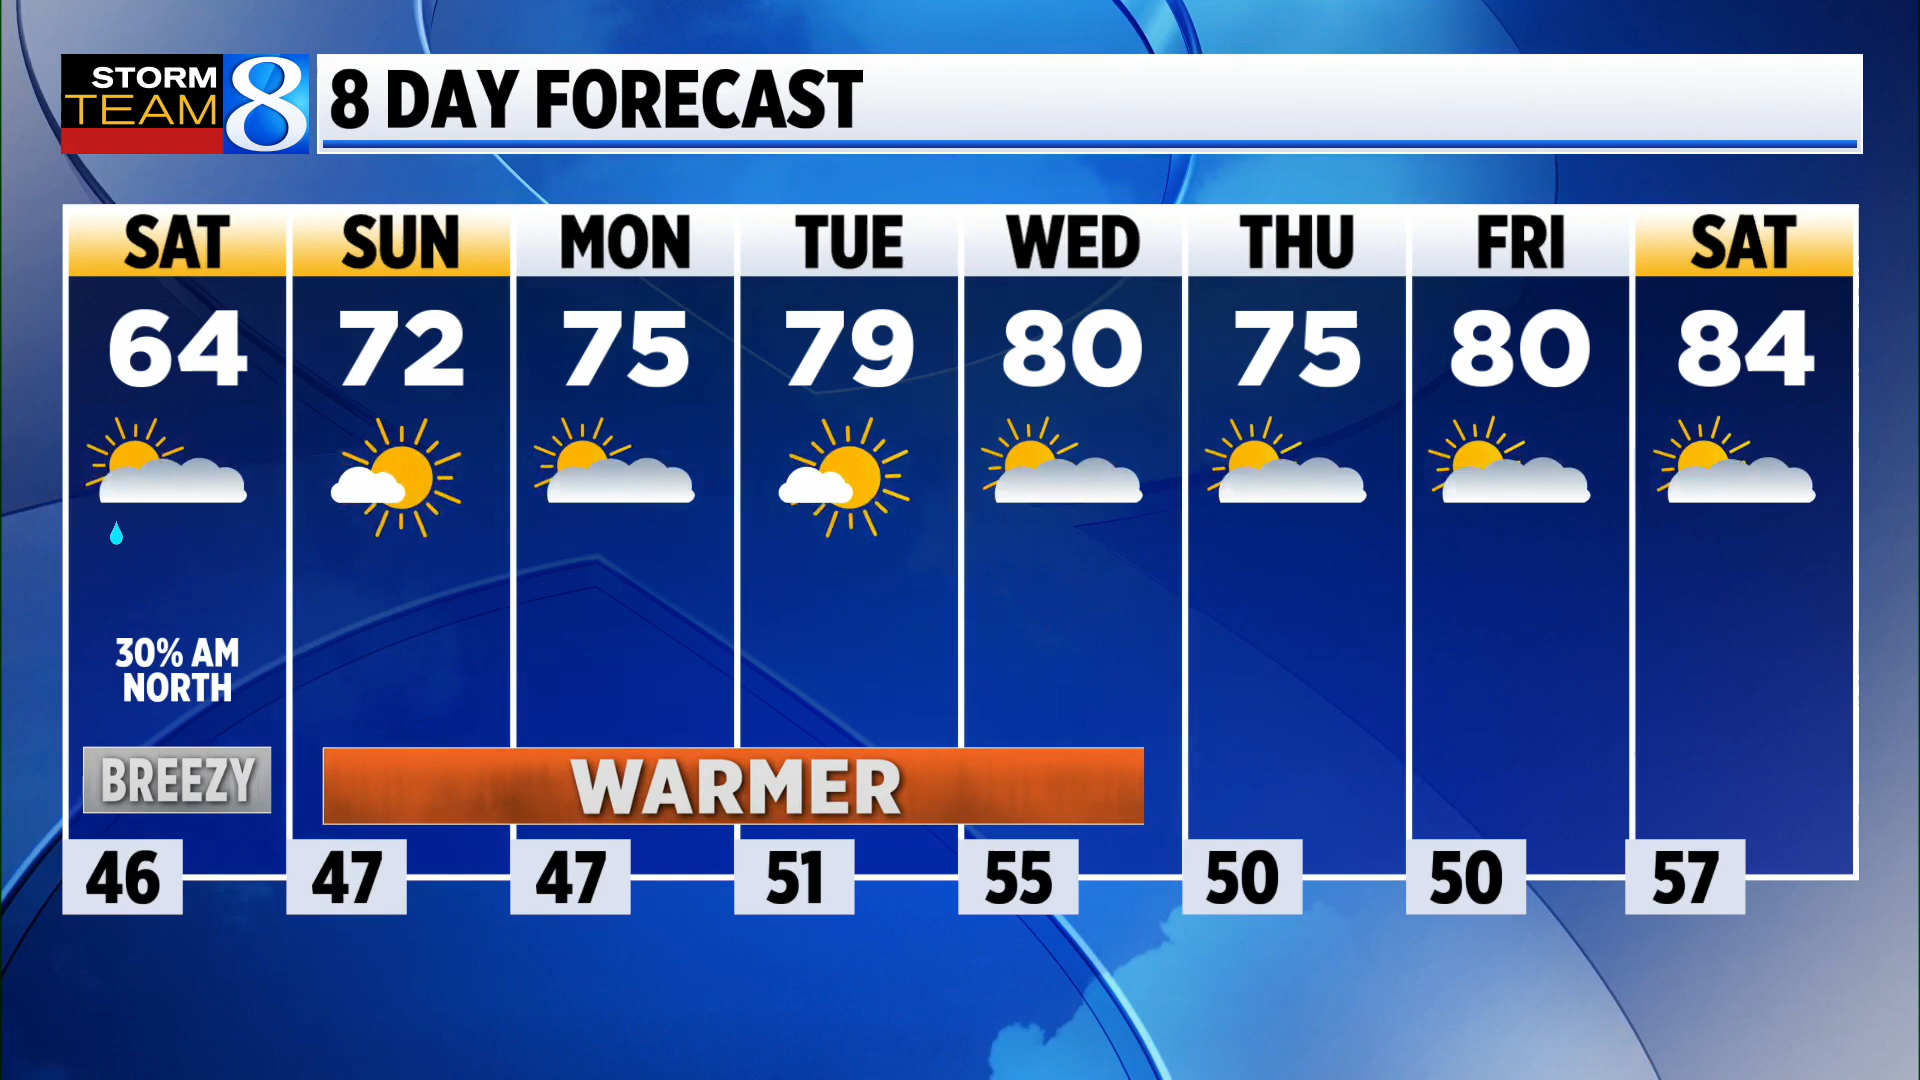 STORM
TEAM
8
8 DAY FORECAST
SAT SUN MON TUE WED THU FRI SAT
64 72 75 79 80 75 80 84
30% AM
NORTH
BREEZY WARMER
46 47 47 51 55 50 50 57